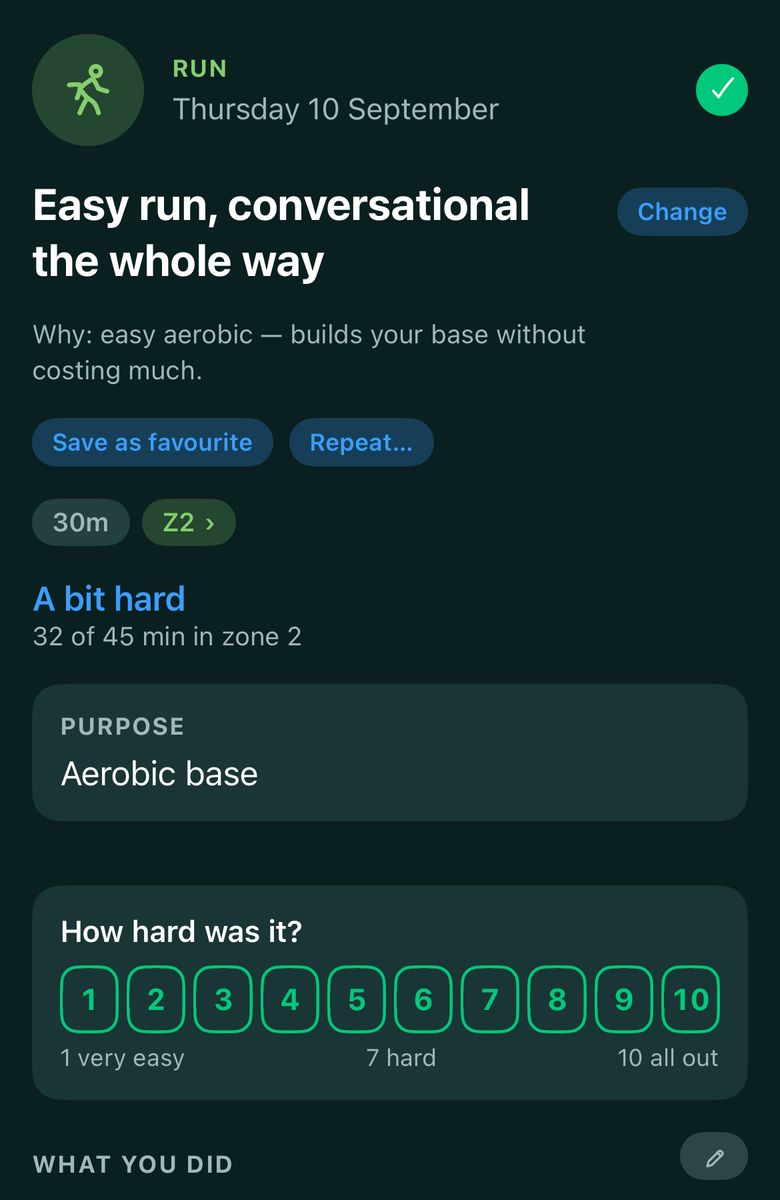 RUN
Thursday 10 September
Easy run, conversational
the whole way
Change
Why: easy aerobic — builds your base without
costing much.
Save as favourite
Repeat...
30m
Z2 ›
A bit hard
32 of 45 min in zone 2
PURPOSE
Aerobic base
How hard was it?
1 2 3 4 5 6 7 8 9 10
1 very easy 7 hard 10 all out
WHAT YOU DID